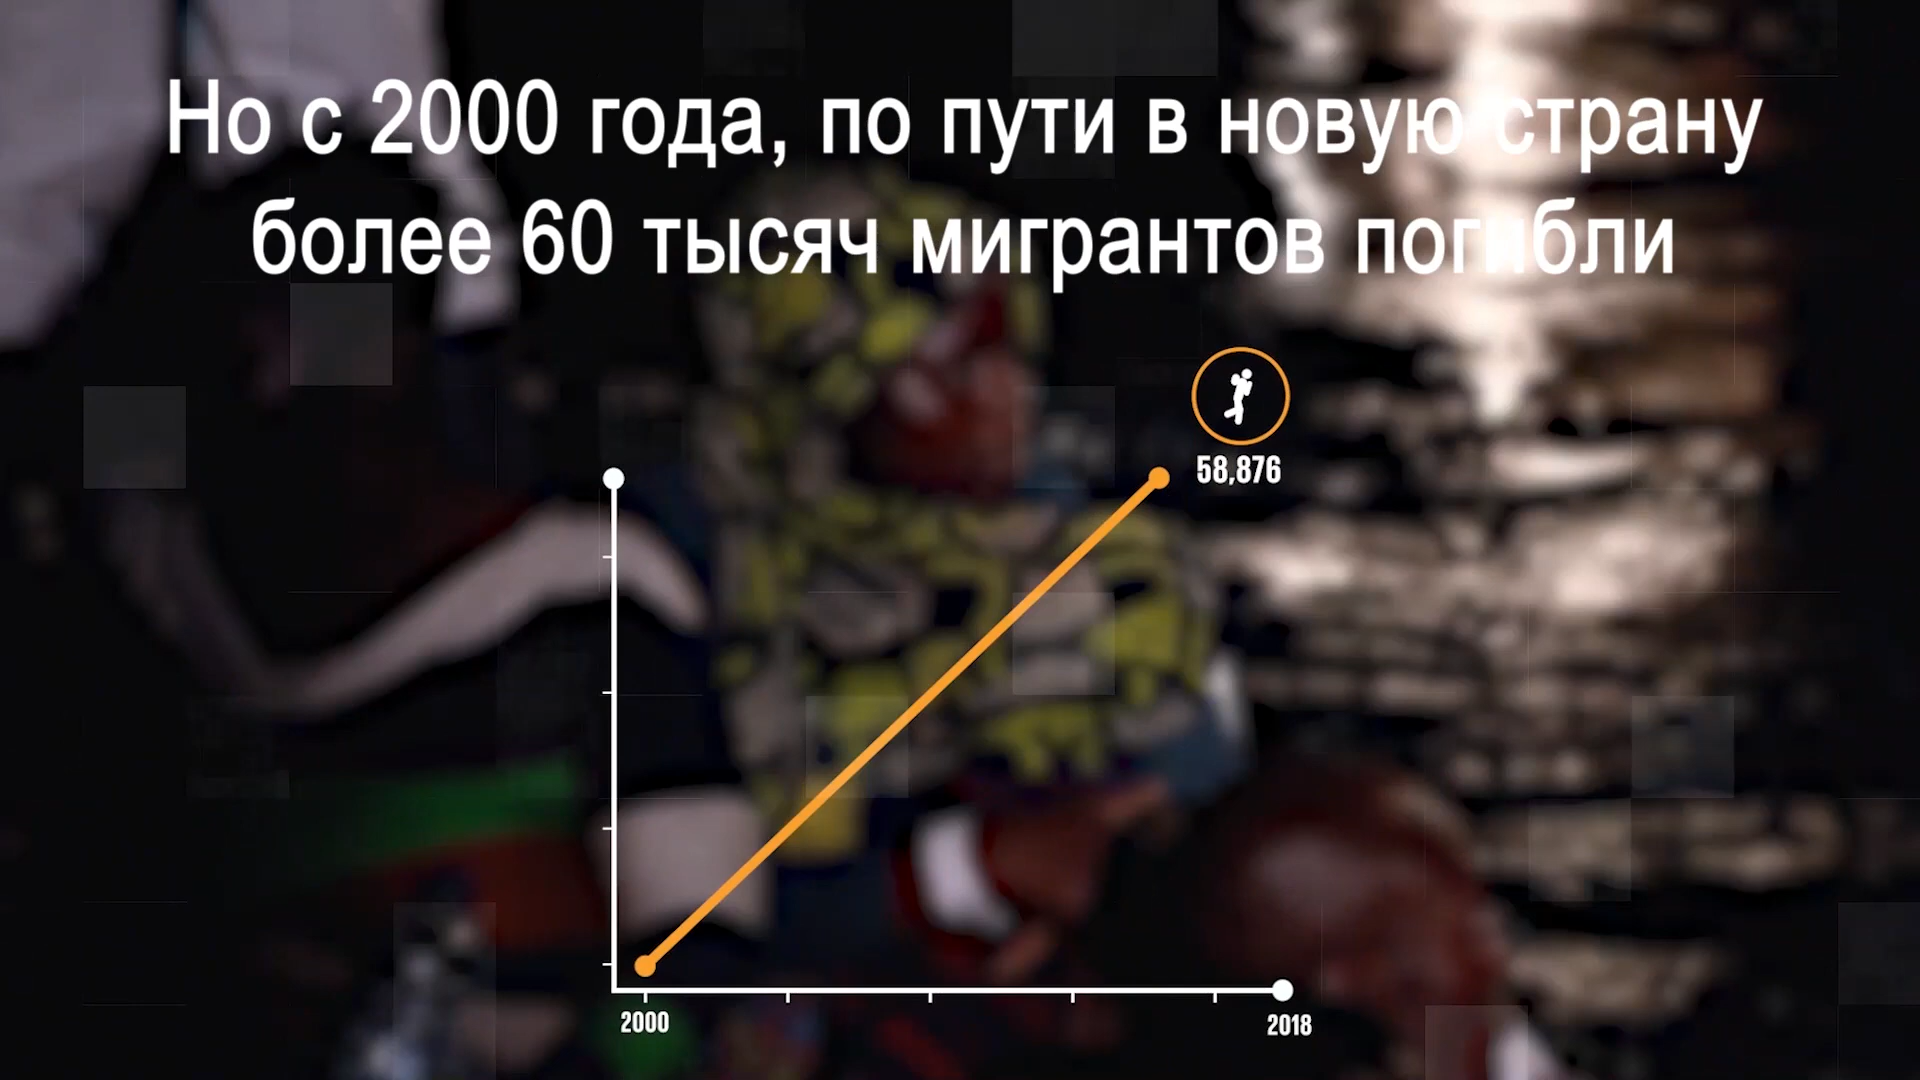 Но с 2000 года, по пути в новую страну
более 60 тысяч мигрантов погибли
58,876
2000
2018